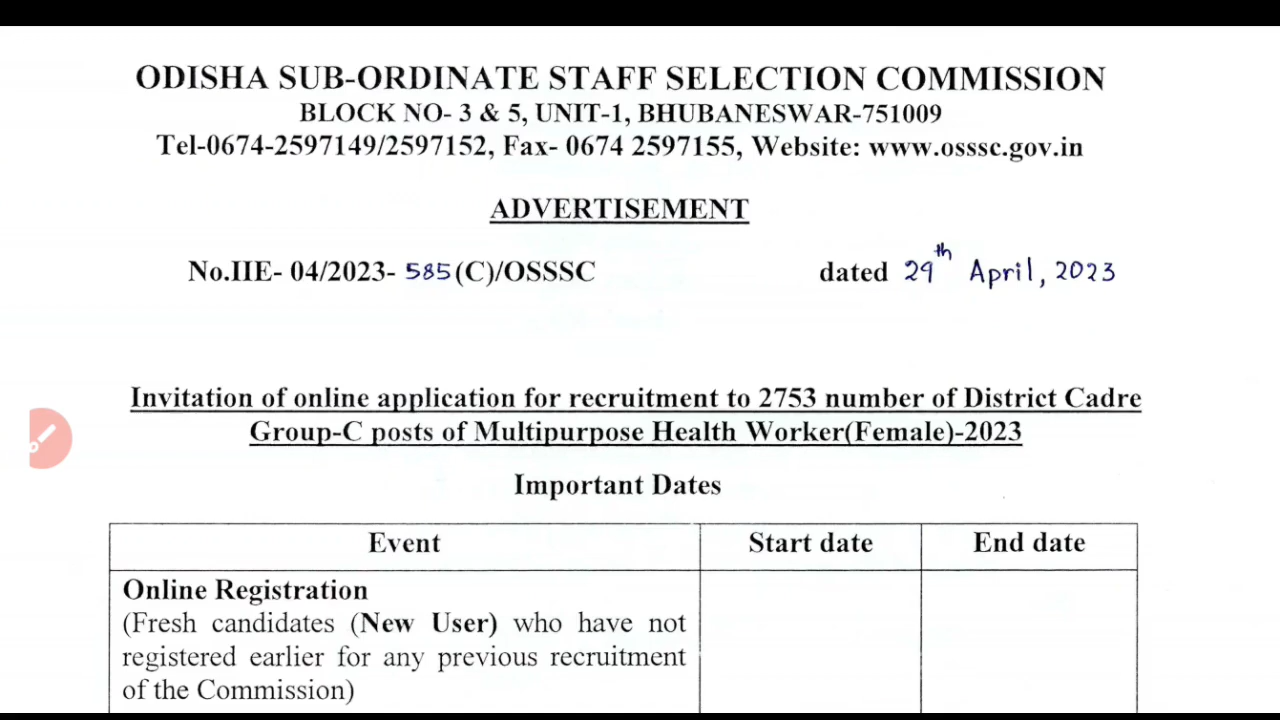 ODISHA SUB-ORDINATE STAFF SELECTION COMMISSION
BLOCK NO- 3 & 5, UNIT-1, BHUBANESWAR-751009
Tel-0674-2597149/2597152, Fax- 0674 2597155, Website: www.osssc.gov.in
ADVERTISEMENT
No.IIE- 04/2023- 585(C)/OSSSC dated 29th April, 2023
Invitation of online application for recruitment to 2753 number of District Cadre
Group-C posts of Multipurpose Health Worker(Female)-2023
Important Dates
Event Start date End date
Online Registration
(Fresh candidates (New User) who have not
registered earlier for any previous recruitment
of the Commission)